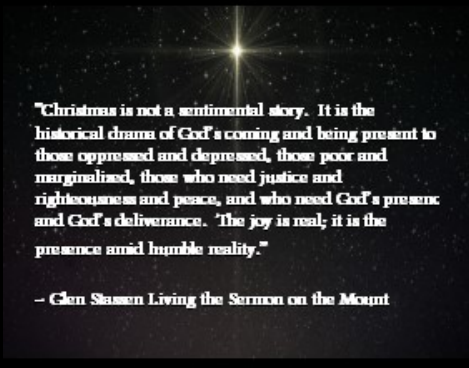 "Christmas is not a sentimental story. It is the
historical drama of God's coming and being present to
those oppressed and depressed, those poor and
marginalized, those who need justice and
righteousness and peace, and who need God's presenc
and God's deliverance. The joy is real; it is the
presence amid humble reality."
– Glen Stassen Living the Sermon on the Mount